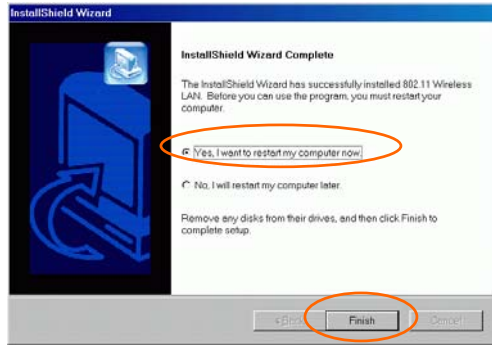 InstallShield Wizard
InstallShield Wizard Complete
The InstallShield Wizard has successfully installed 802.11 Wireless
LAN. Before you can use the program, you must restart your
computer.
Yes, I want to restart my computer now.
No, I will restart my computer later.
Remove any disks from their drives, and then click Finish to
complete setup.
< Back
Finish
Cancel